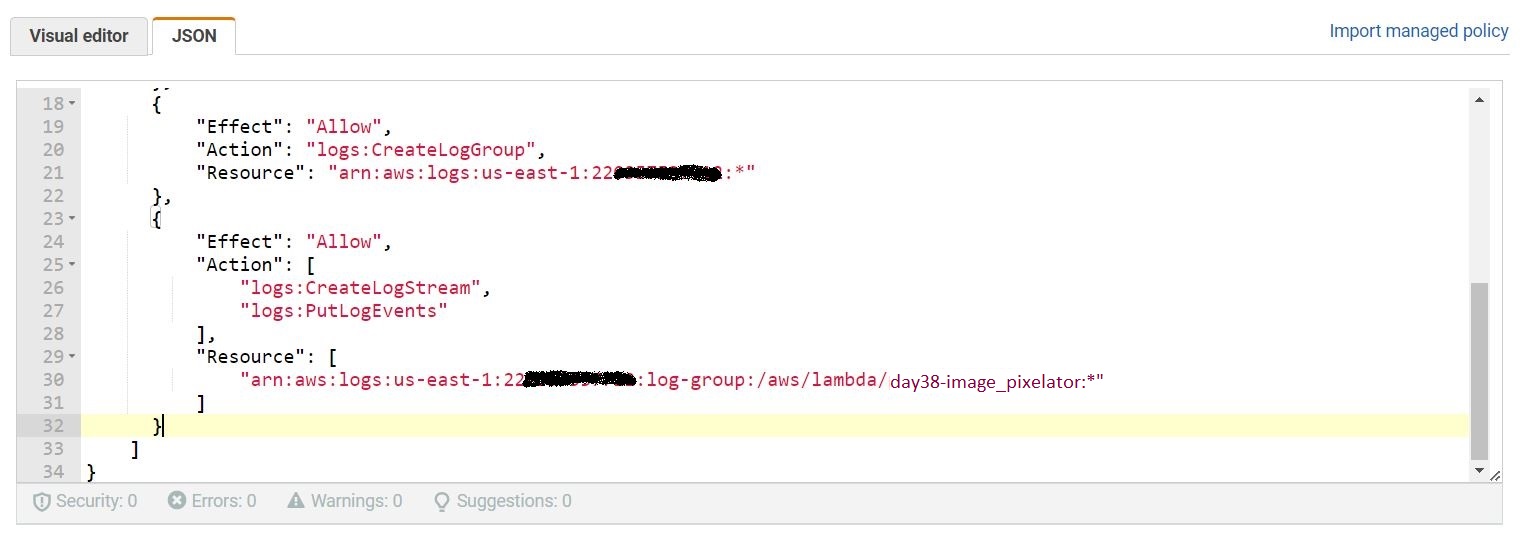 Visual editor JSON Import managed policy
18 {
19 "Effect": "Allow",
20 "Action": "logs:CreateLogGroup",
21 "Resource": "arn:aws:logs:us-east-1:22 :*"
22 },
23 {
24 "Effect": "Allow",
25 "Action": [
26 "logs:CreateLogStream",
27 "logs:PutLogEvents"
28 ],
29 "Resource": [
30 "arn:aws:logs:us-east-1:22 :log-group:/aws/lambda/day38-image_pixelator:*"
31 ]
32 }
33 ]
34 }
Security: 0 Errors: 0 Warnings: 0 Suggestions: 0